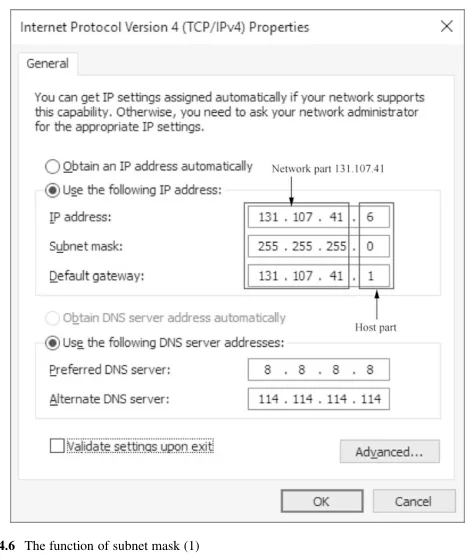 Internet Protocol Version 4 (TCP/IPv4) Properties
General
You can get IP settings assigned automatically if your network supports
this capability. Otherwise, you need to ask your network administrator
for the appropriate IP settings.
Obtain an IP address automatically
Network part 131.107.41
Use the following IP address:
IP address: 131 . 107 . 41 . 6
Subnet mask: 255 . 255 . 255 . 0
Default gateway: 131 . 107 . 41 . 1
Obtain DNS server address automatically
Host part
Use the following DNS server addresses:
Preferred DNS server: 8 . 8 . 8 . 8
Alternate DNS server: 114 . 114 . 114 . 114
Validate settings upon exit
Advanced...
OK Cancel
4.6 The function of subnet mask (1)